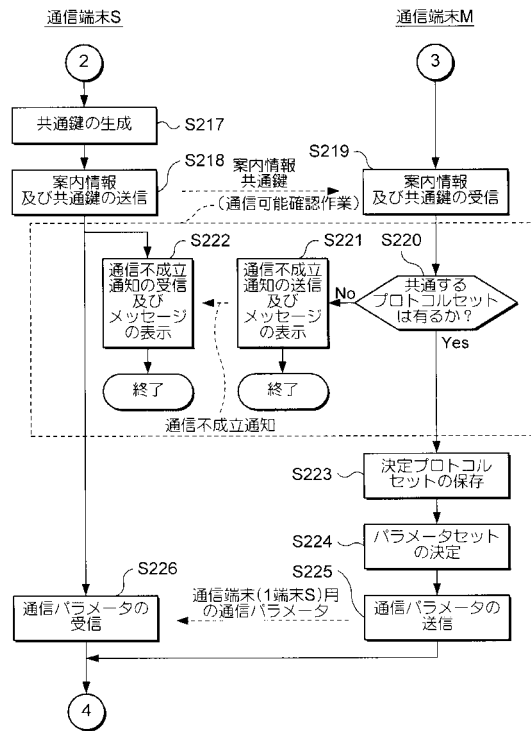 通信端末S
通信端末M
2
3
共通鍵の生成
S217
S218
案内情報
及び共通鍵の送信
案内情報
共通鍵
S219
案内情報
及び共通鍵の受信
(通信可能確認作業)
S222
通信不成立
通知の受信
及び
メッセージ
の表示
S221
通信不成立
通知の送信
及び
メッセージ
の表示
S220
共通する
プロトコルセット
は有るか?
No
Yes
終了
終了
通信不成立通知
S223
決定プロトコル
セットの保存
S224
パラメータセット
の決定
S225
通信パラメータの
送信
S226
通信パラメータの
受信
通信端末(1端末S)用
の通信パラメータ
4